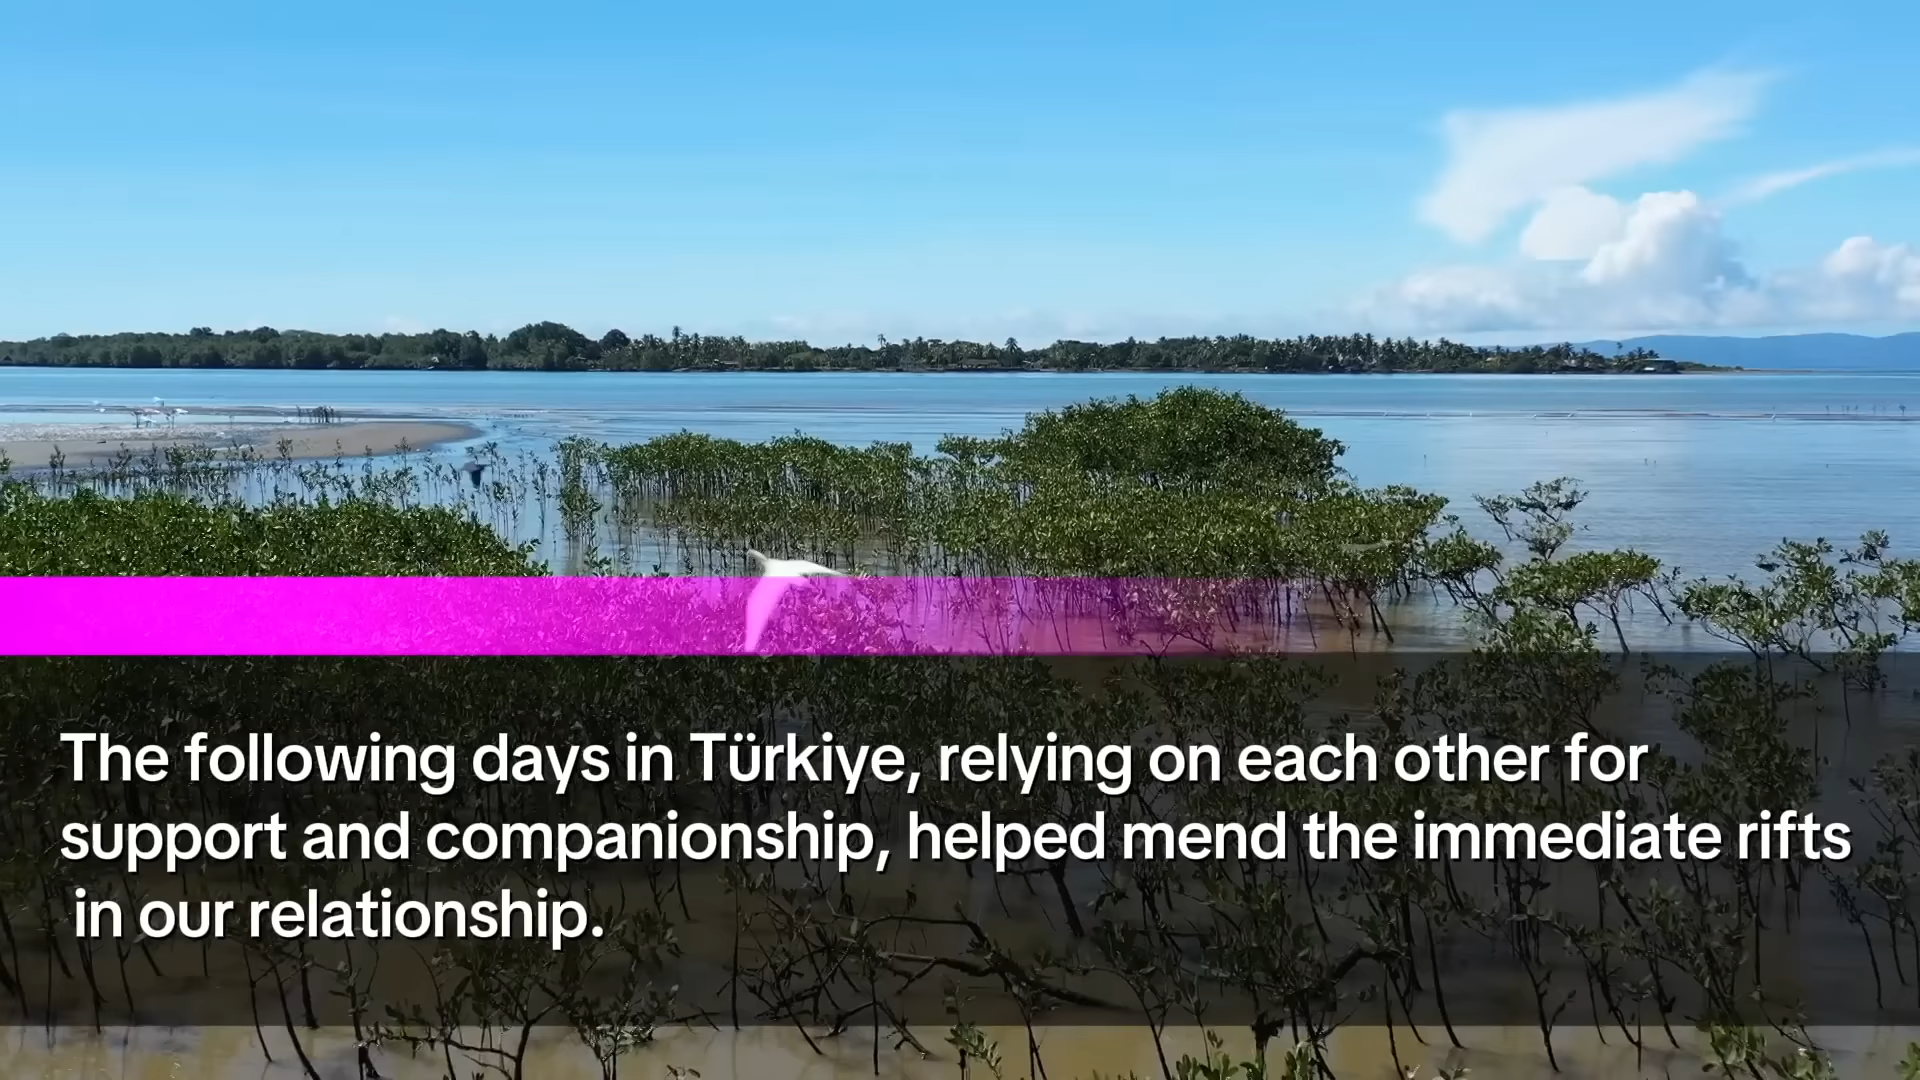 The following days in Türkiye, relying on each other for
support and companionship, helped mend the immediate rifts
in our relationship.